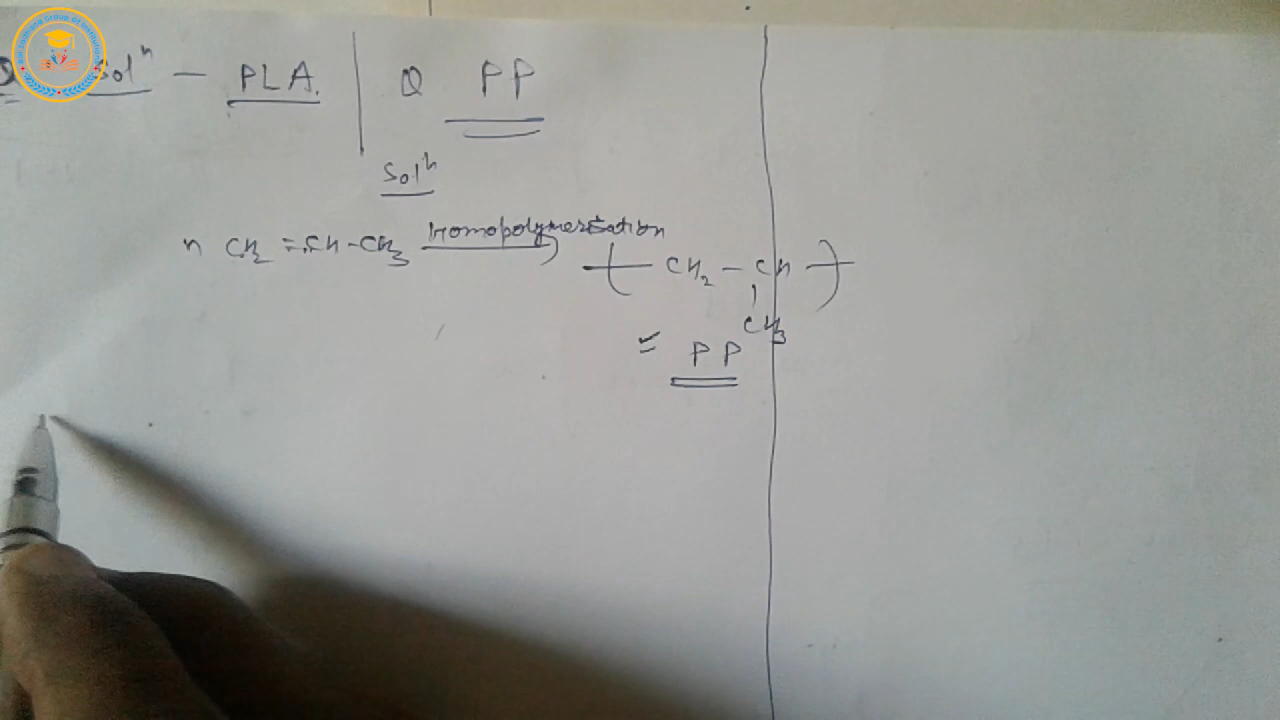 Solⁿ — PLA. | Q PP
Solⁿ
n CH₂ = CH - CH₃ Homopolymerisation ( CH₂ — CH )
CH₃
= PP